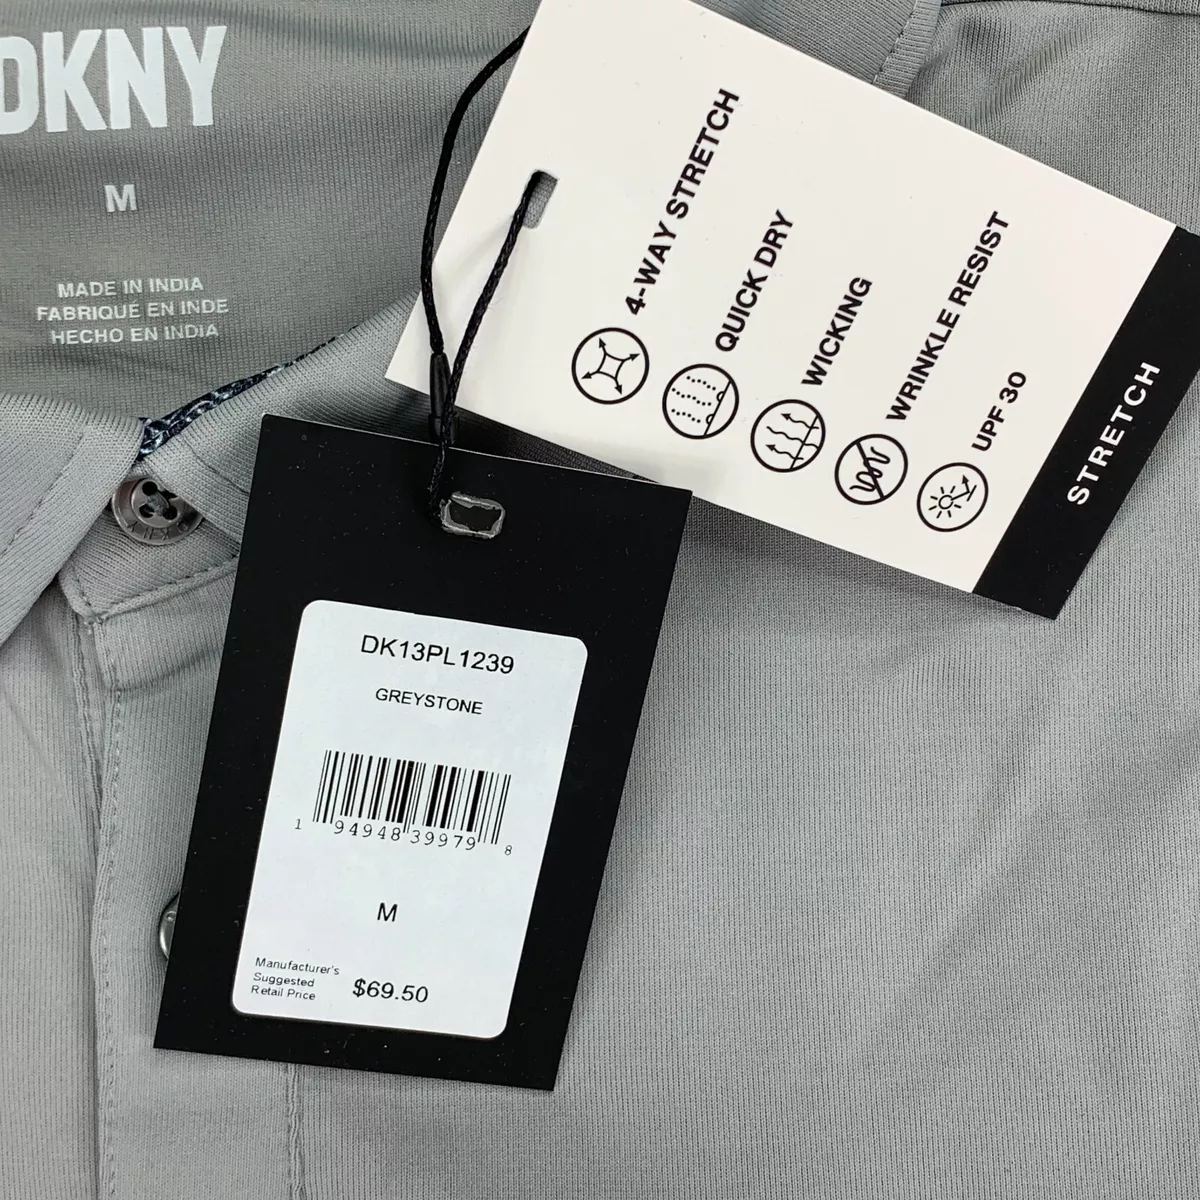 DKNY
M
MADE IN INDIA
FABRIQUÉ EN INDE
HECHO EN INDIA
4-WAY STRETCH
QUICK DRY
WICKING
WRINKLE RESIST
UPF 30
STRETCH
DK13PL1239
GREYSTONE
1 94948 39979 8
M
Manufacturer's
Suggested
Retail Price $69.50